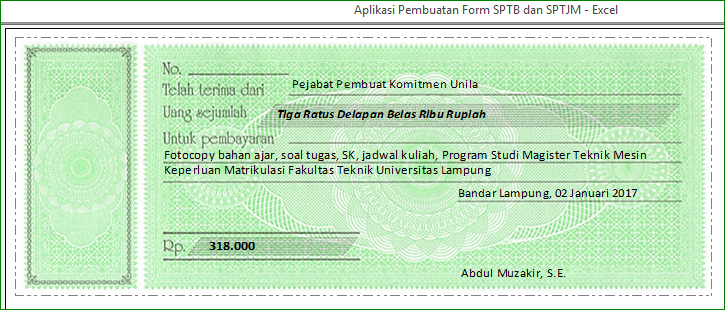 Aplikasi Pembuatan Form SPTB dan SPTJM - Excel
No.
Telah terima dari Pejabat Pembuat Komitmen Unila
Uang sejumlah Tiga Ratus Delapan Belas Ribu Rupiah
Untuk pembayaran
Fotocopy bahan ajar, soal tugas, SK, jadwal kuliah, Program Studi Magister Teknik Mesin
Keperluan Matrikulasi Fakultas Teknik Universitas Lampung
Bandar Lampung, 02 Januari 2017
Rp. 318.000
Abdul Muzakir, S.E.